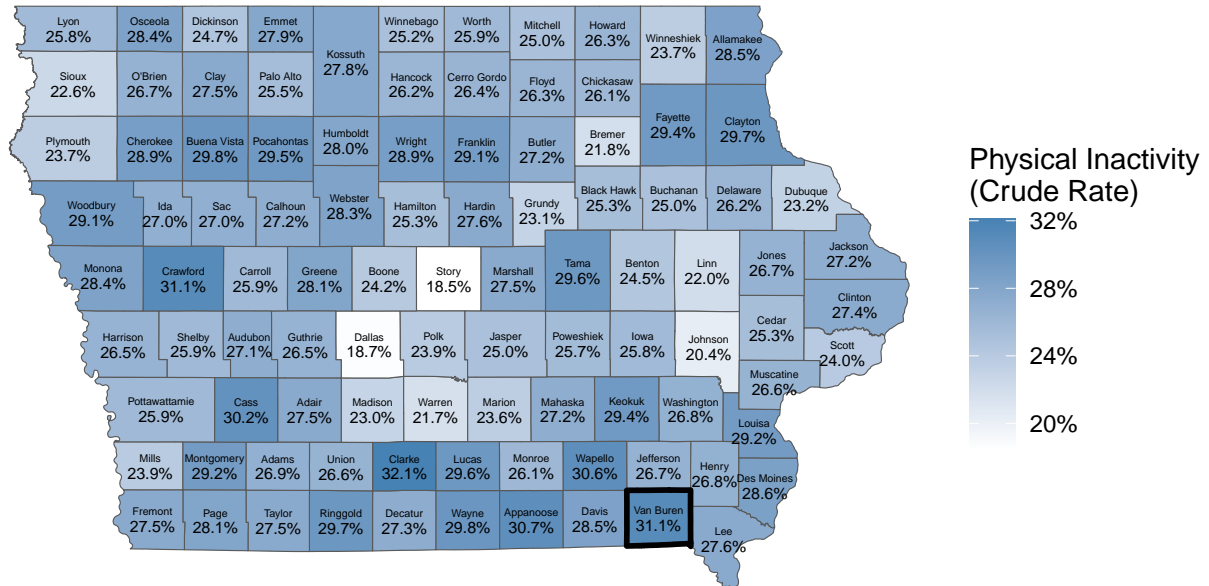 Lyon
25.8%
Osceola
28.4%
Dickinson
24.7%
Emmet
27.9%
Kossuth
27.8%
Winnebago
25.2%
Worth
25.9%
Mitchell
25.0%
Howard
26.3%
Winneshiek
23.7%
Allamakee
28.5%
Sioux
22.6%
O'Brien
26.7%
Clay
27.5%
Palo Alto
25.5%
Hancock
26.2%
Cerro Gordo
26.4%
Floyd
26.3%
Chickasaw
26.1%
Fayette
29.4%
Clayton
29.7%
Plymouth
23.7%
Cherokee
28.9%
Buena Vista
29.8%
Pocahontas
29.5%
Humboldt
28.0%
Wright
28.9%
Franklin
29.1%
Butler
27.2%
Bremer
21.8%
Woodbury
29.1%
Ida
27.0%
Sac
27.0%
Calhoun
27.2%
Webster
28.3%
Hamilton
25.3%
Hardin
27.6%
Grundy
23.1%
Black Hawk
25.3%
Buchanan
25.0%
Delaware
26.2%
Dubuque
23.2%
Monona
28.4%
Crawford
31.1%
Carroll
25.9%
Greene
28.1%
Boone
24.2%
Story
18.5%
Marshall
27.5%
Tama
29.6%
Benton
24.5%
Linn
22.0%
Jones
26.7%
Jackson
27.2%
Clinton
27.4%
Harrison
26.5%
Shelby
25.9%
Audubon
27.1%
Guthrie
26.5%
Dallas
18.7%
Polk
23.9%
Jasper
25.0%
Poweshiek
25.7%
Iowa
25.8%
Johnson
20.4%
Cedar
25.3%
Scott
24.0%
Muscatine
26.6%
Pottawattamie
25.9%
Cass
30.2%
Adair
27.5%
Madison
23.0%
Warren
21.7%
Marion
23.6%
Mahaska
27.2%
Keokuk
29.4%
Washington
26.8%
Louisa
29.2%
Mills
23.9%
Montgomery
29.2%
Adams
26.9%
Union
26.6%
Clarke
32.1%
Lucas
29.6%
Monroe
26.1%
Wapello
30.6%
Jefferson
26.7%
Henry
26.8%
Des Moines
28.6%
Fremont
27.5%
Page
28.1%
Taylor
27.5%
Ringgold
29.7%
Decatur
27.3%
Wayne
29.8%
Appanoose
30.7%
Davis
28.5%
Van Buren
31.1%
Lee
27.6%
Physical Inactivity
(Crude Rate)
32%
28%
24%
20%